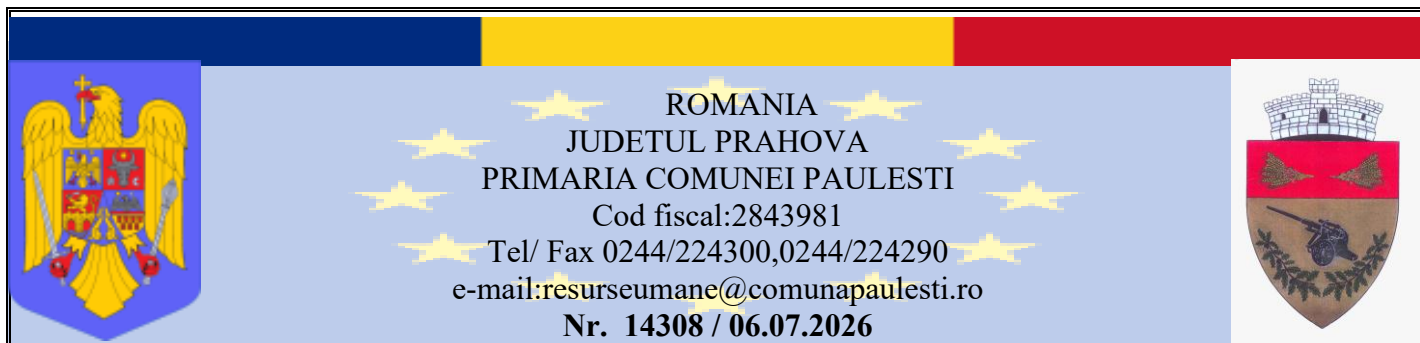 ROMANIA
JUDETUL PRAHOVA
PRIMARIA COMUNEI PAULESTI
Cod fiscal:2843981
Tel/ Fax 0244/224300,0244/224290
e-mail:resurseumane@comunapaulesti.ro
Nr. 14308 / 06.07.2026